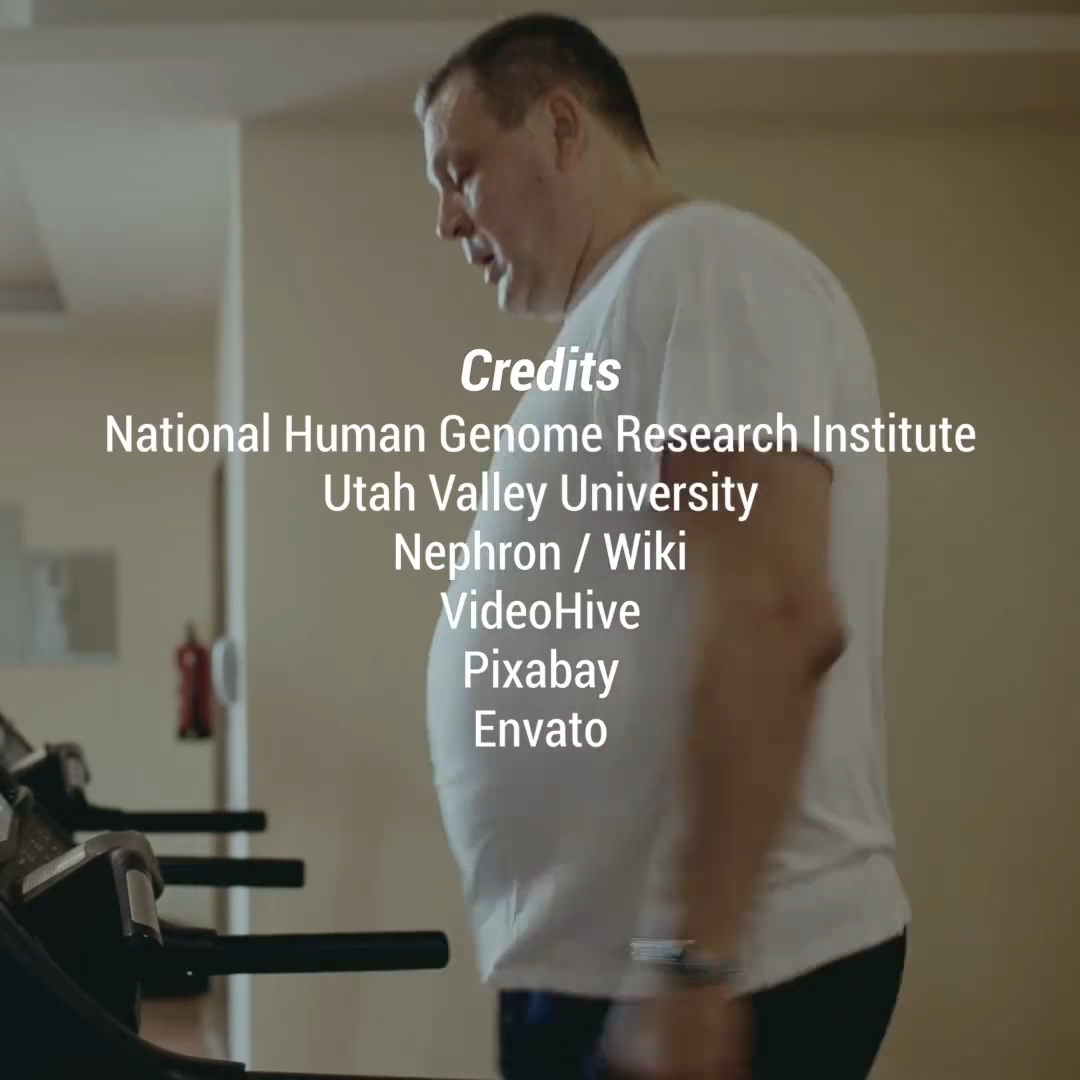 Credits
National Human Genome Research Institute
Utah Valley University
Nephron / Wiki
VideoHive
Pixabay
Envato